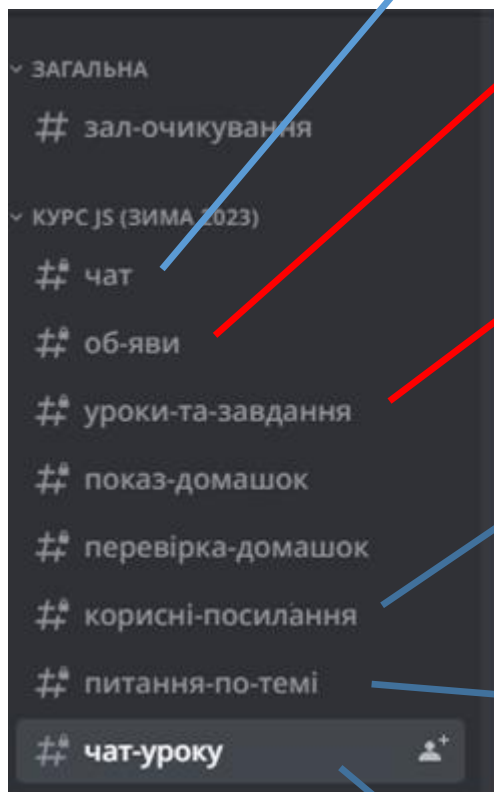 ЗАГАЛЬНА
зал-очикування
КУРС JS (ЗИМА 2023)
чат
об-яви
уроки-та-завдання
показ-домашок
перевірка-домашок
корисні-посилання
питання-по-темі
чат-уроку